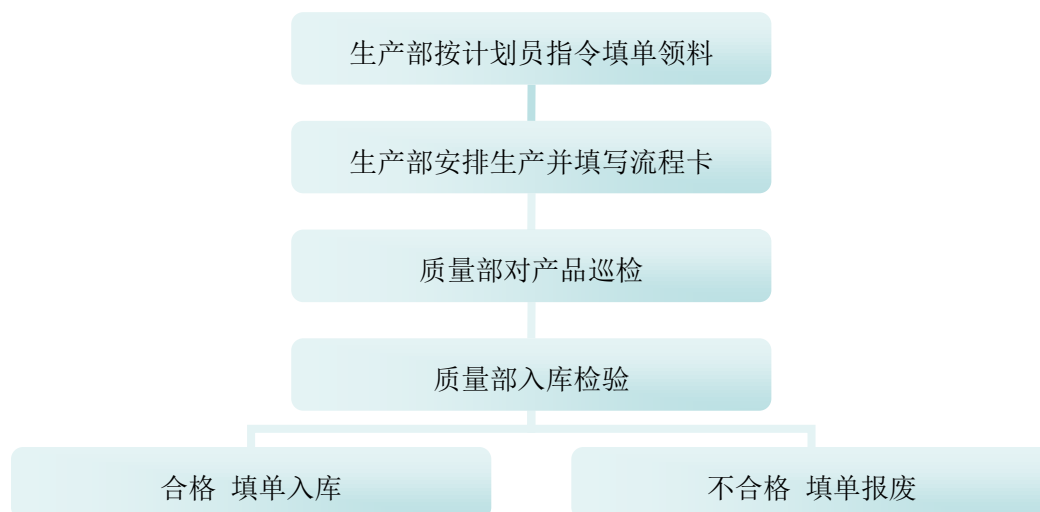 生产部按计划员指令填单领料
生产部安排生产并填写流程卡
质量部对产品巡检
质量部入库检验
合格 填单入库
不合格 填单报废